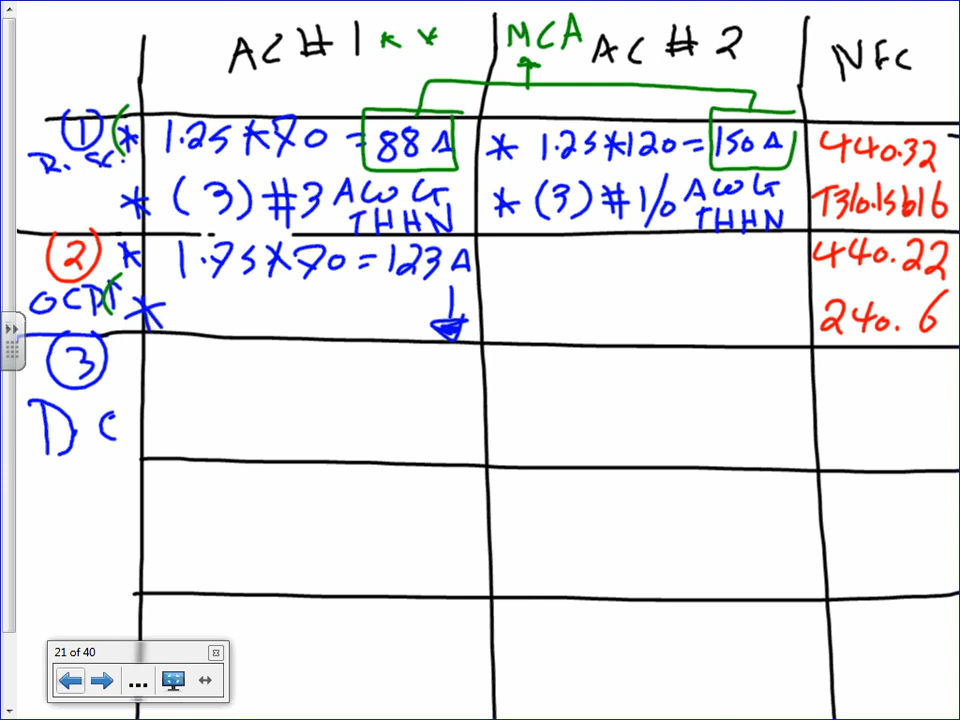 AC # 1 * * MCA AC # 2 NEC
① * 1.25 * 70 = 88 A * 1.25 * 120 = 150 A 440.32
* (3) #3 AWG THHN * (3) #1/0 AWG THHN T310.15b16
② * 1.75 * 70 = 123 A 440.22
OCPD * 240.6
③
DC
21 of 40
...